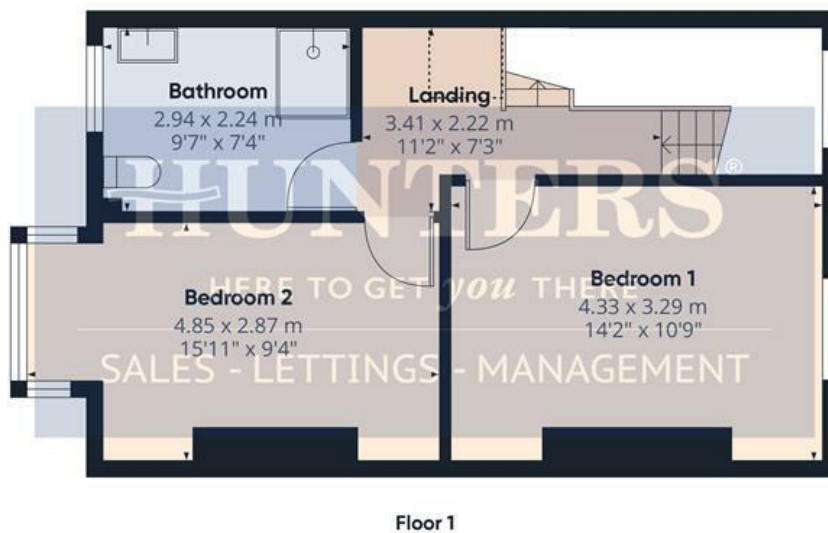 Bathroom
2.94 x 2.24 m
9'7" x 7'4"
Landing
3.41 x 2.22 m
11'2" x 7'3"
HUNTERS®
HERE TO GET you THERE
Bedroom 2
4.85 x 2.87 m
15'11" x 9'4"
Bedroom 1
4.33 x 3.29 m
14'2" x 10'9"
SALES - LETTINGS - MANAGEMENT
Floor 1